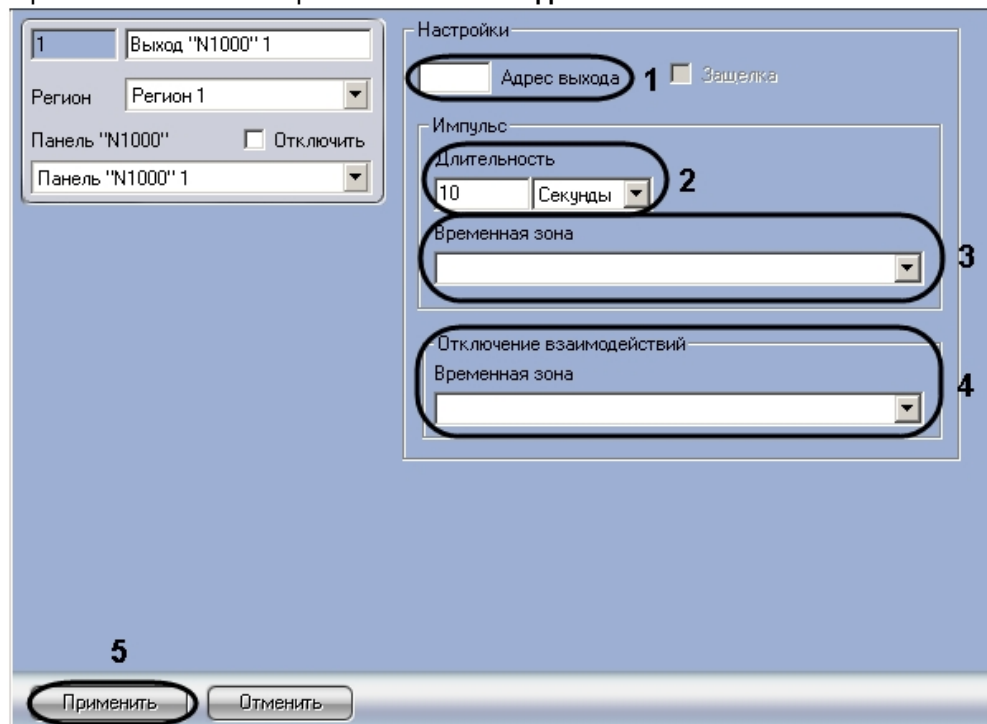 1 Выход "N1000" 1
Регион Регион 1
Панель "N1000" Отключить
Панель "N1000" 1
Настройки
Адрес выхода 1 Защелка
Импульс
Длительность
10 Секунды 2
Временная зона
3
Отключение взаимодействий
Временная зона
4
5
Применить Отменить